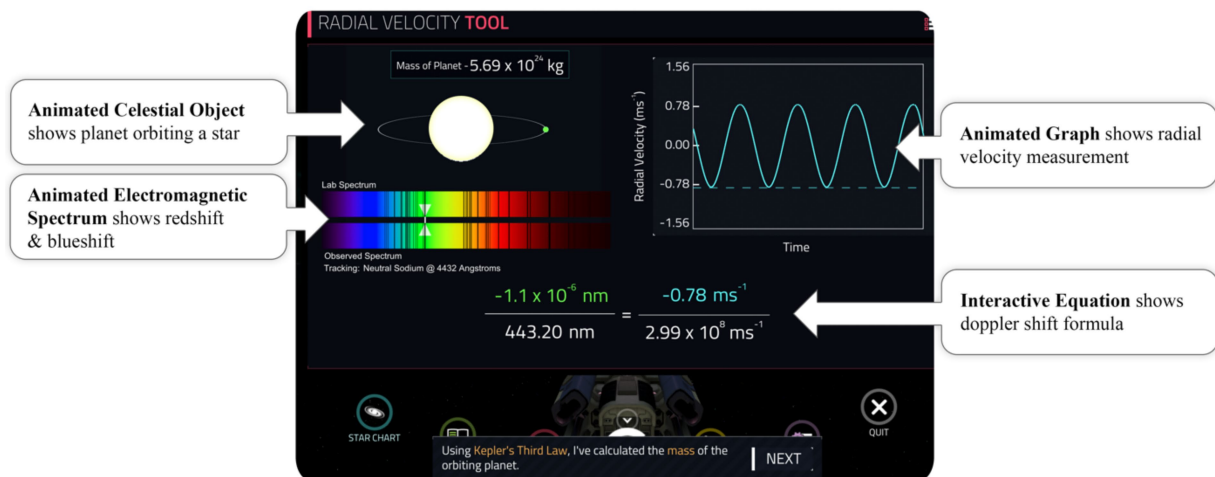 RADIAL VELOCITY TOOL
Mass of Planet - 5.69 x 10²⁴ kg
Animated Celestial Object
shows planet orbiting a star
Animated Electromagnetic
Spectrum shows redshift
& blueshift
Lab Spectrum
Observed Spectrum
Tracking: Neutral Sodium @ 4432 Angstroms
Radial Velocity (ms⁻¹)
1.56
0.78
0.00
-0.78
-1.56
Time
Animated Graph shows radial
velocity measurement
-1.1 x 10⁻⁶ nm
443.20 nm
=
-0.78 ms⁻¹
2.99 x 10⁸ ms⁻¹
Interactive Equation shows
doppler shift formula
STAR CHART
QUIT
Using Kepler's Third Law, I've calculated the mass of the
orbiting planet.
NEXT